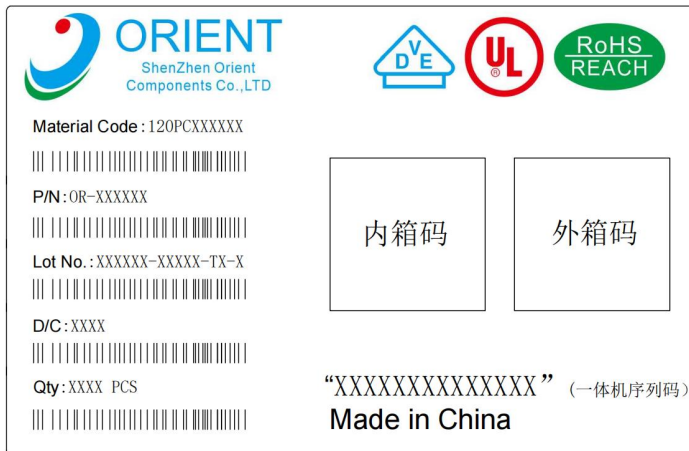 ORIENT
ShenZhen Orient
Components Co.,LTD
VDE
UL
®
RoHS
REACH
Material Code:120PCXXXXXX
P/N:OR-XXXXXX
Lot No.:XXXXXX-XXXXX-TX-X
D/C:XXXX
Qty:XXXX PCS
内箱码
外箱码
“XXXXXXXXXXXXXX”(一体机序列码)
Made in China